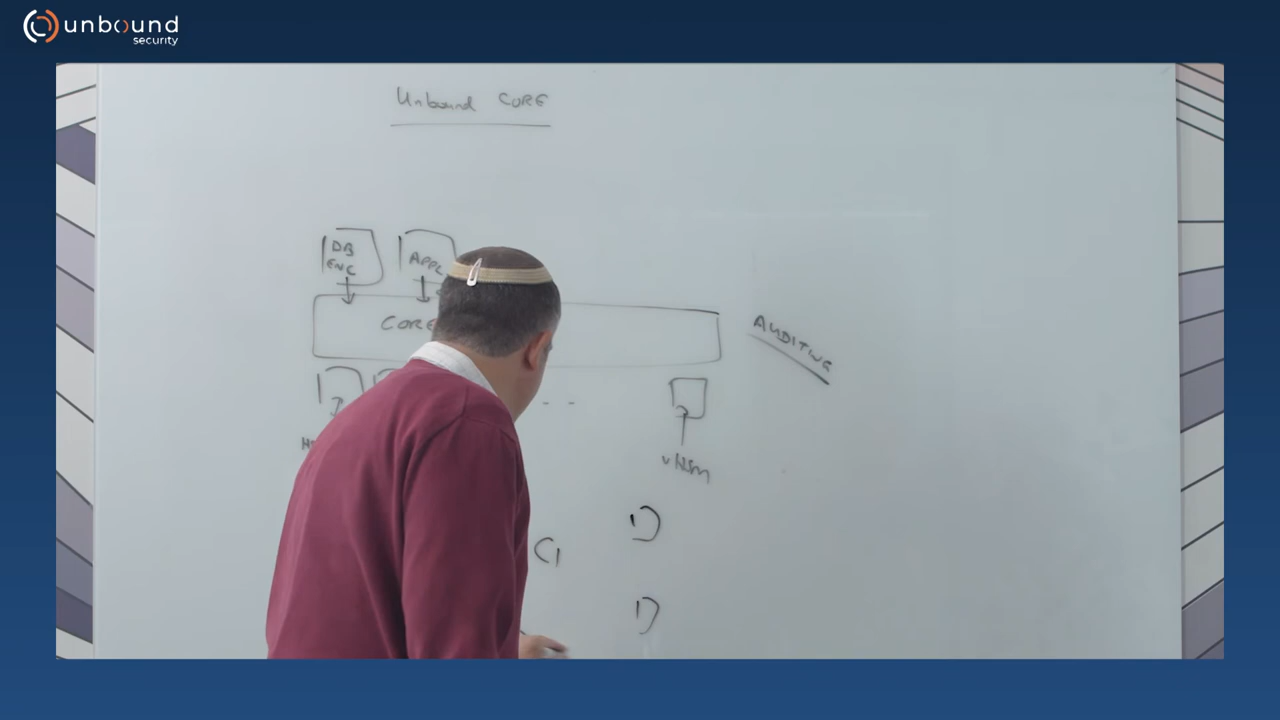 unbound
security
Unbound CORE
DB
ENC
APPL
CORE
AUDITING
vHSM